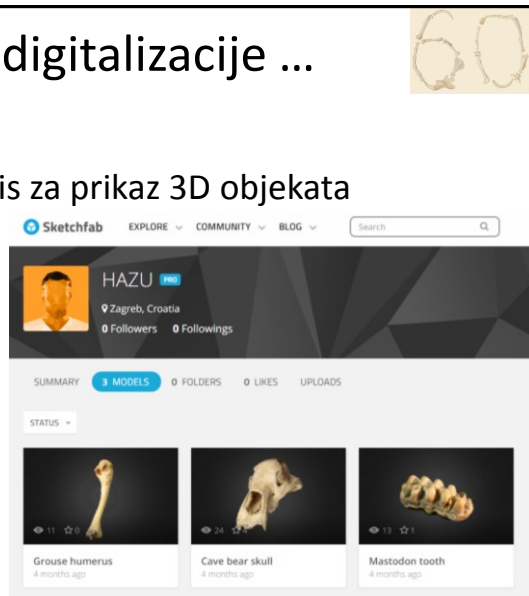 digitalizacije ...
60
is za prikaz 3D objekata
Sketchfab EXPLORE COMMUNITY BLOG Search
HAZU PRO
Zagreb, Croatia
0 Followers 0 Followings
SUMMARY 3 MODELS 0 FOLDERS 0 LIKES UPLOADS
STATUS
11 0 24 13 1
Grouse humerus Cave bear skull Mastodon tooth
4 months ago 4 months ago 4 months ago